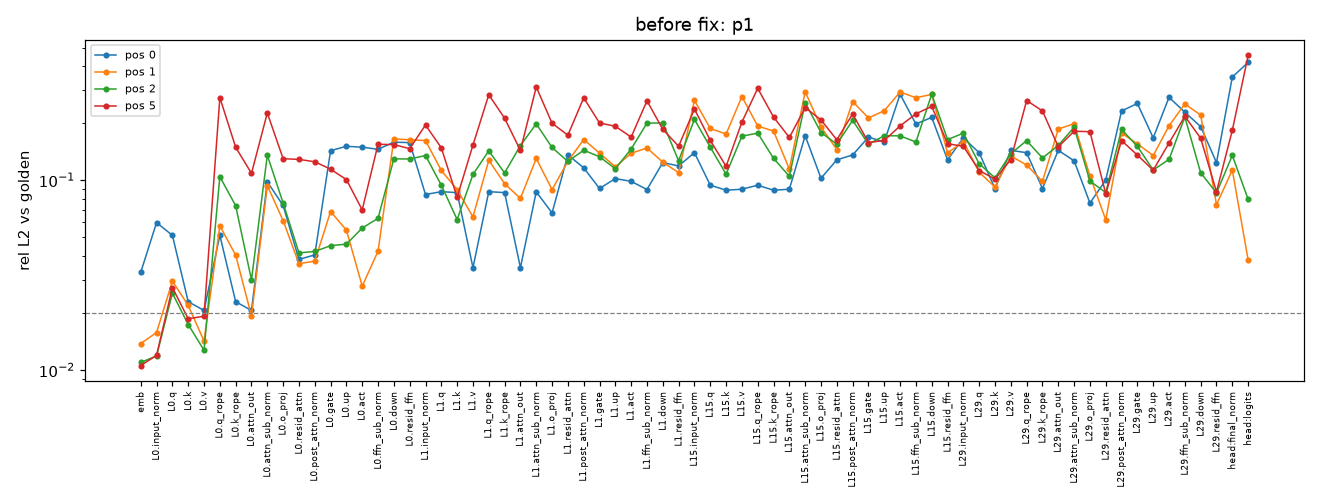 before fix: p1
pos 0
pos 1
pos 2
pos 5
rel L2 vs golden
10⁻¹
10⁻²
emb
L0.input_norm
L0.q
L0.k
L0.v
L0.q_rope
L0.k_rope
L0.attn_out
L0.attn_sub_norm
L0.o_proj
L0.resid_attn
L0.post_attn_norm
L0.gate
L0.up
L0.act
L0.ffn_sub_norm
L0.down
L0.resid_ffn
L1.input_norm
L1.q
L1.k
L1.v
L1.q_rope
L1.k_rope
L1.attn_out
L1.attn_sub_norm
L1.o_proj
L1.resid_attn
L1.post_attn_norm
L1.gate
L1.up
L1.act
L1.ffn_sub_norm
L1.down
L1.resid_ffn
L15.input_norm
L15.q
L15.k
L15.v
L15.q_rope
L15.k_rope
L15.attn_out
L15.attn_sub_norm
L15.o_proj
L15.resid_attn
L15.post_attn_norm
L15.gate
L15.up
L15.act
L15.ffn_sub_norm
L15.down
L15.resid_ffn
L29.input_norm
L29.q
L29.k
L29.v
L29.q_rope
L29.k_rope
L29.attn_out
L29.attn_sub_norm
L29.o_proj
L29.resid_attn
L29.post_attn_norm
L29.gate
L29.up
L29.act
L29.ffn_sub_norm
L29.down
L29.resid_ffn
head:final_norm
head:logits